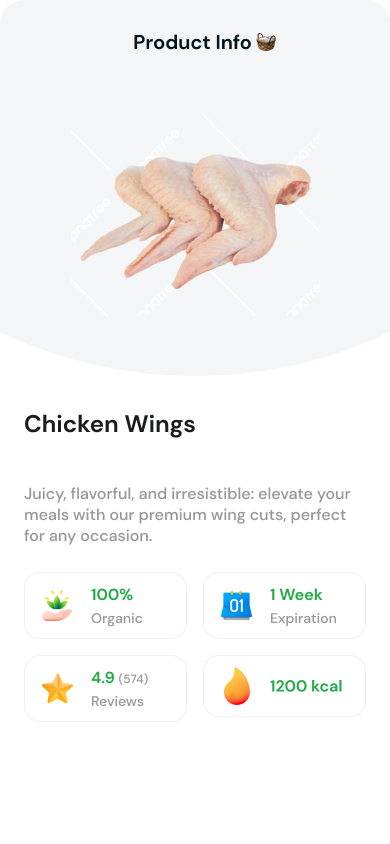 Product Info
Chicken Wings
Juicy, flavorful, and irresistible: elevate your
meals with our premium wing cuts, perfect
for any occasion.
100%
Organic
01
1 Week
Expiration
4.9 (574)
Reviews
1200 kcal